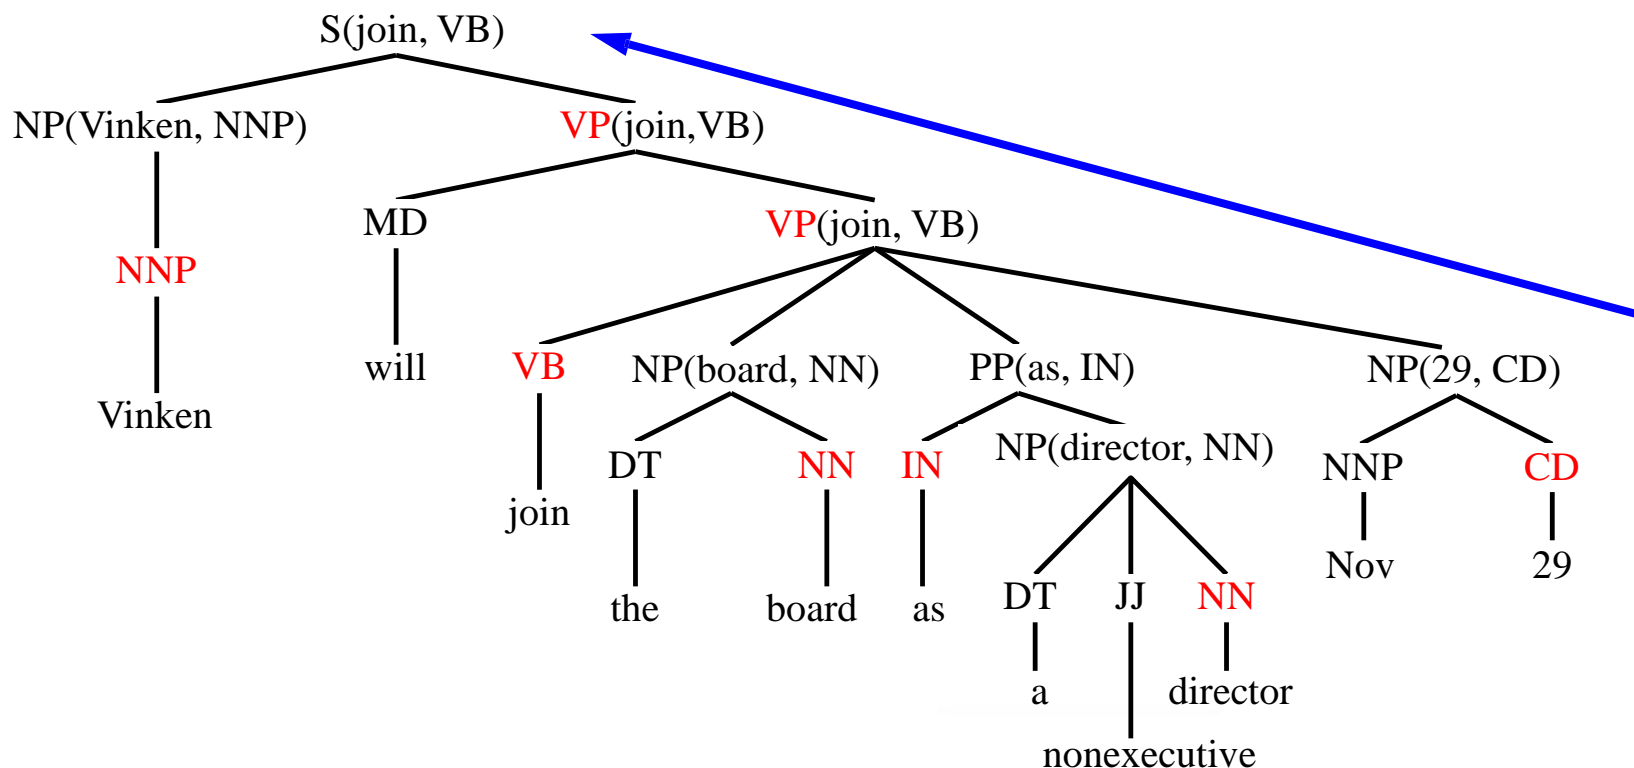 S(join, VB)
NP(Vinken, NNP) VP(join,VB)
MD VP(join, VB)
NNP
will VB NP(board, NN) PP(as, IN) NP(29, CD)
Vinken
DT NN IN NP(director, NN) NNP CD
join
Nov 29
the board as DT JJ NN
a director
nonexecutive